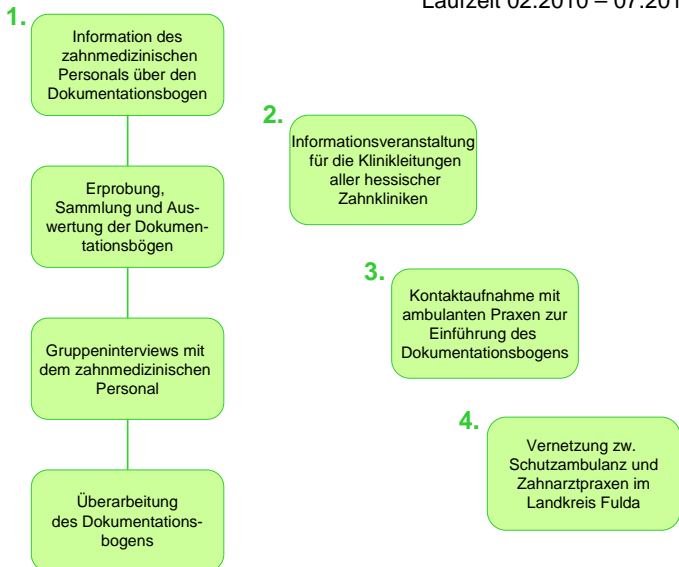 Laufzeit 02.2010 – 07.201
1.
Information des
zahnmedizinischen
Personals über den
Dokumentationsbogen
Erprobung,
Sammlung und Aus-
wertung der Dokumen-
tationsbögen
Gruppeninterviews mit
dem zahnmedizinischen
Personal
Überarbeitung
des Dokumentations-
bogens
2.
Informationsveranstaltung
für die Klinikleitungen
aller hessischer
Zahnkliniken
3.
Kontaktaufnahme mit
ambulanten Praxen zur
Einführung des
Dokumentationsbogens
4.
Vernetzung zw.
Schutzambulanz und
Zahnarztpraxen im
Landkreis Fulda